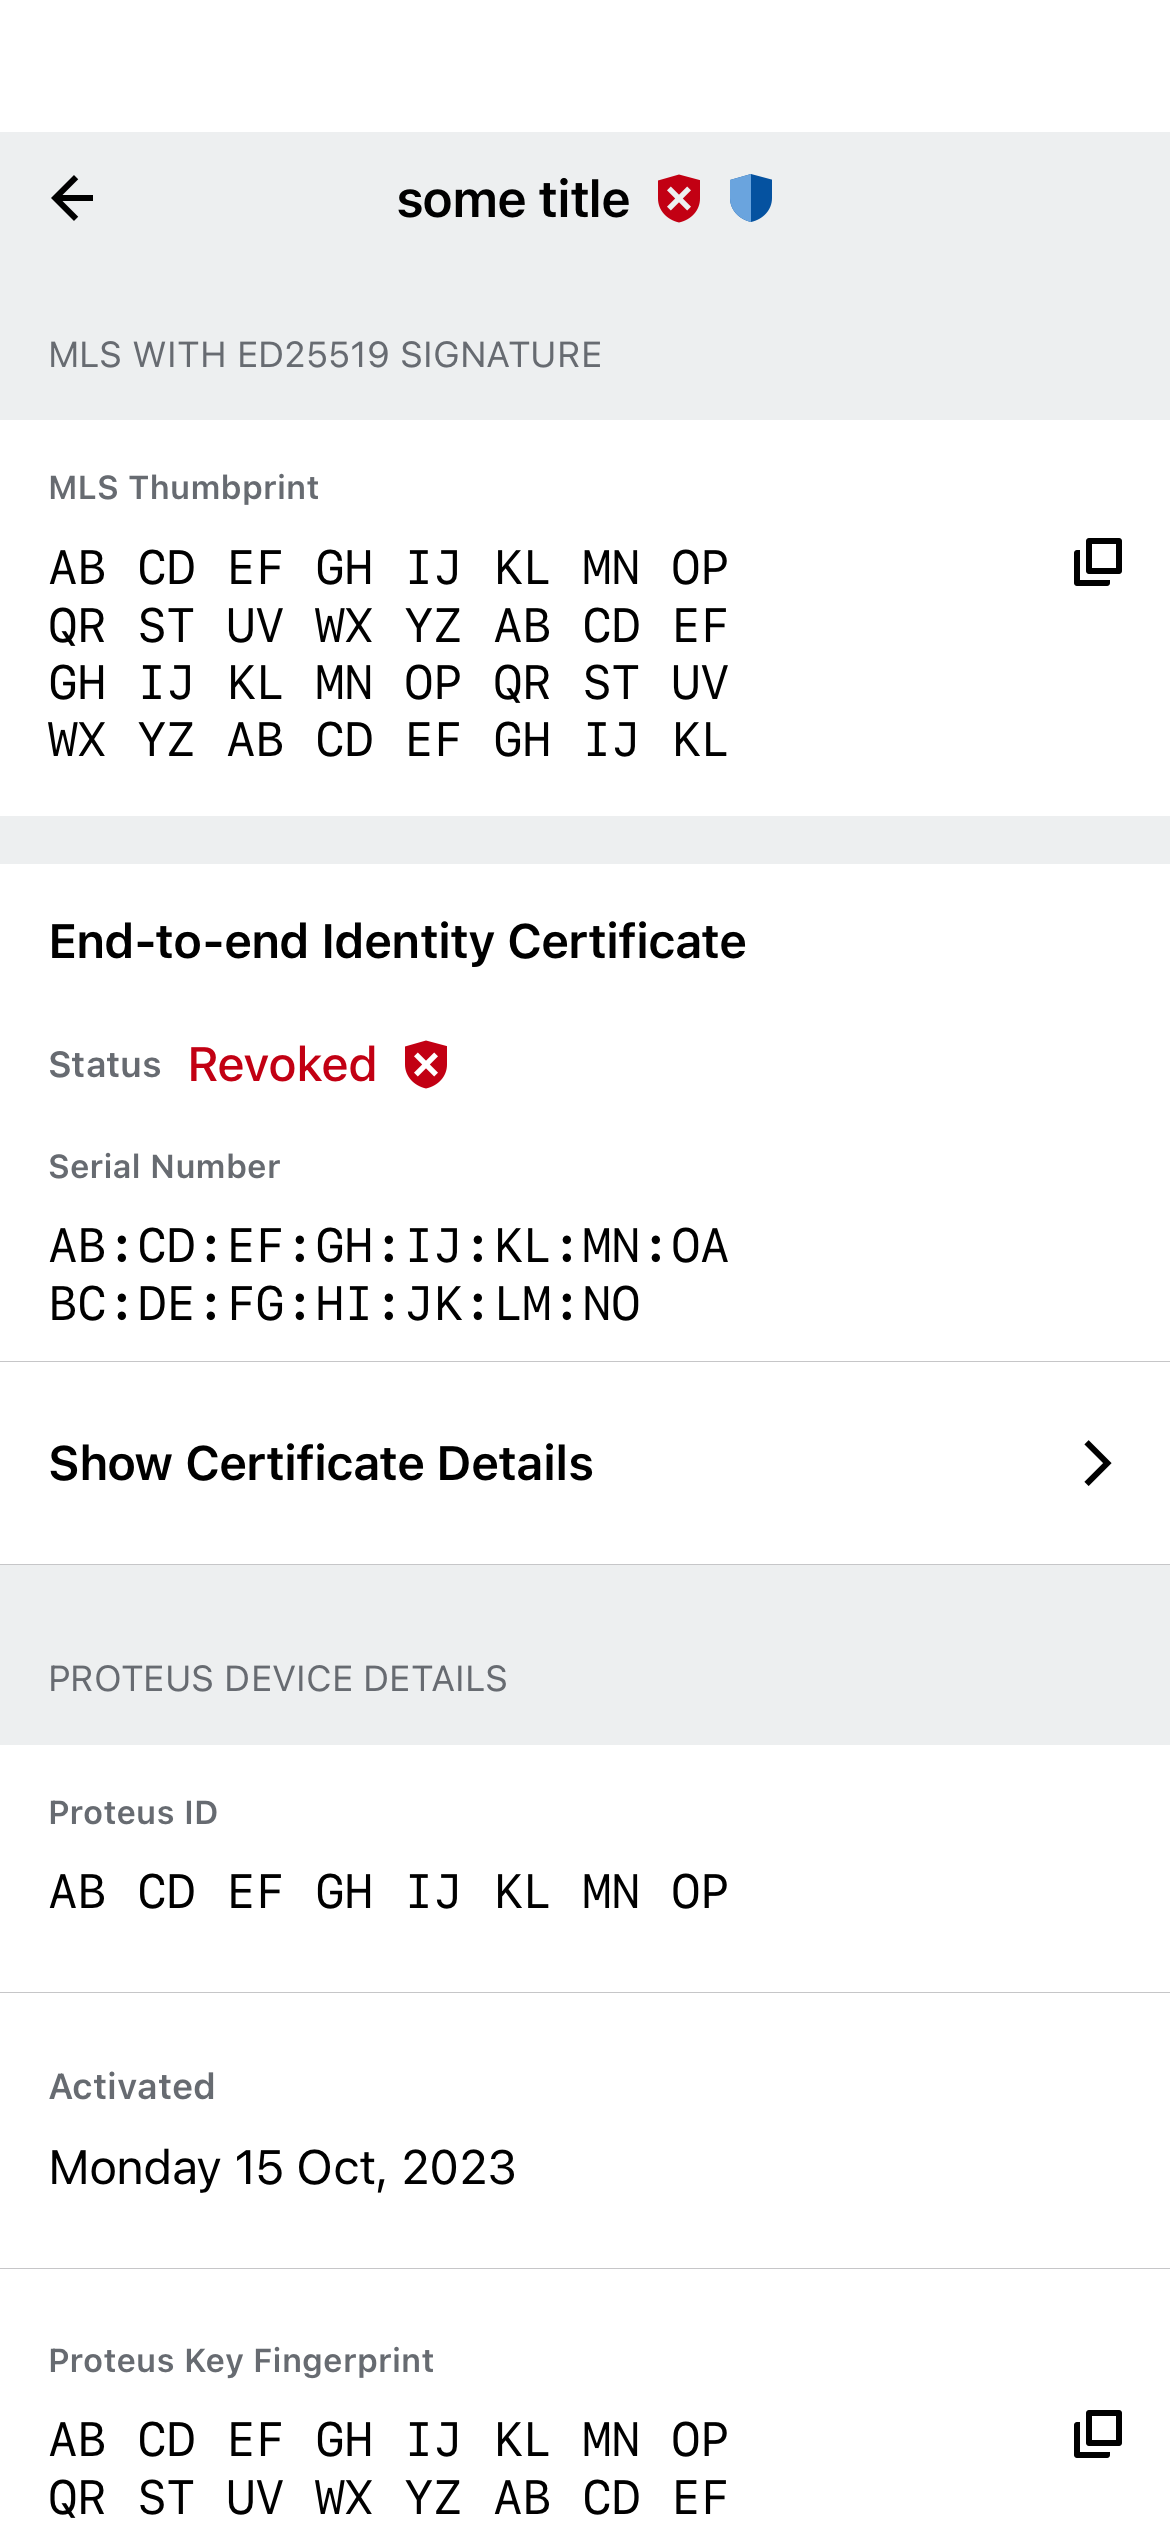 some title
MLS WITH ED25519 SIGNATURE
MLS Thumbprint
AB CD EF GH IJ KL MN OP
QR ST UV WX YZ AB CD EF
GH IJ KL MN OP QR ST UV
WX YZ AB CD EF GH IJ KL
End-to-end Identity Certificate
Status Revoked
Serial Number
AB:CD:EF:GH:IJ:KL:MN:OA
BC:DE:FG:HI:JK:LM:NO
Show Certificate Details
PROTEUS DEVICE DETAILS
Proteus ID
AB CD EF GH IJ KL MN OP
Activated
Monday 15 Oct, 2023
Proteus Key Fingerprint
AB CD EF GH IJ KL MN OP
QR ST UV WX YZ AB CD EF